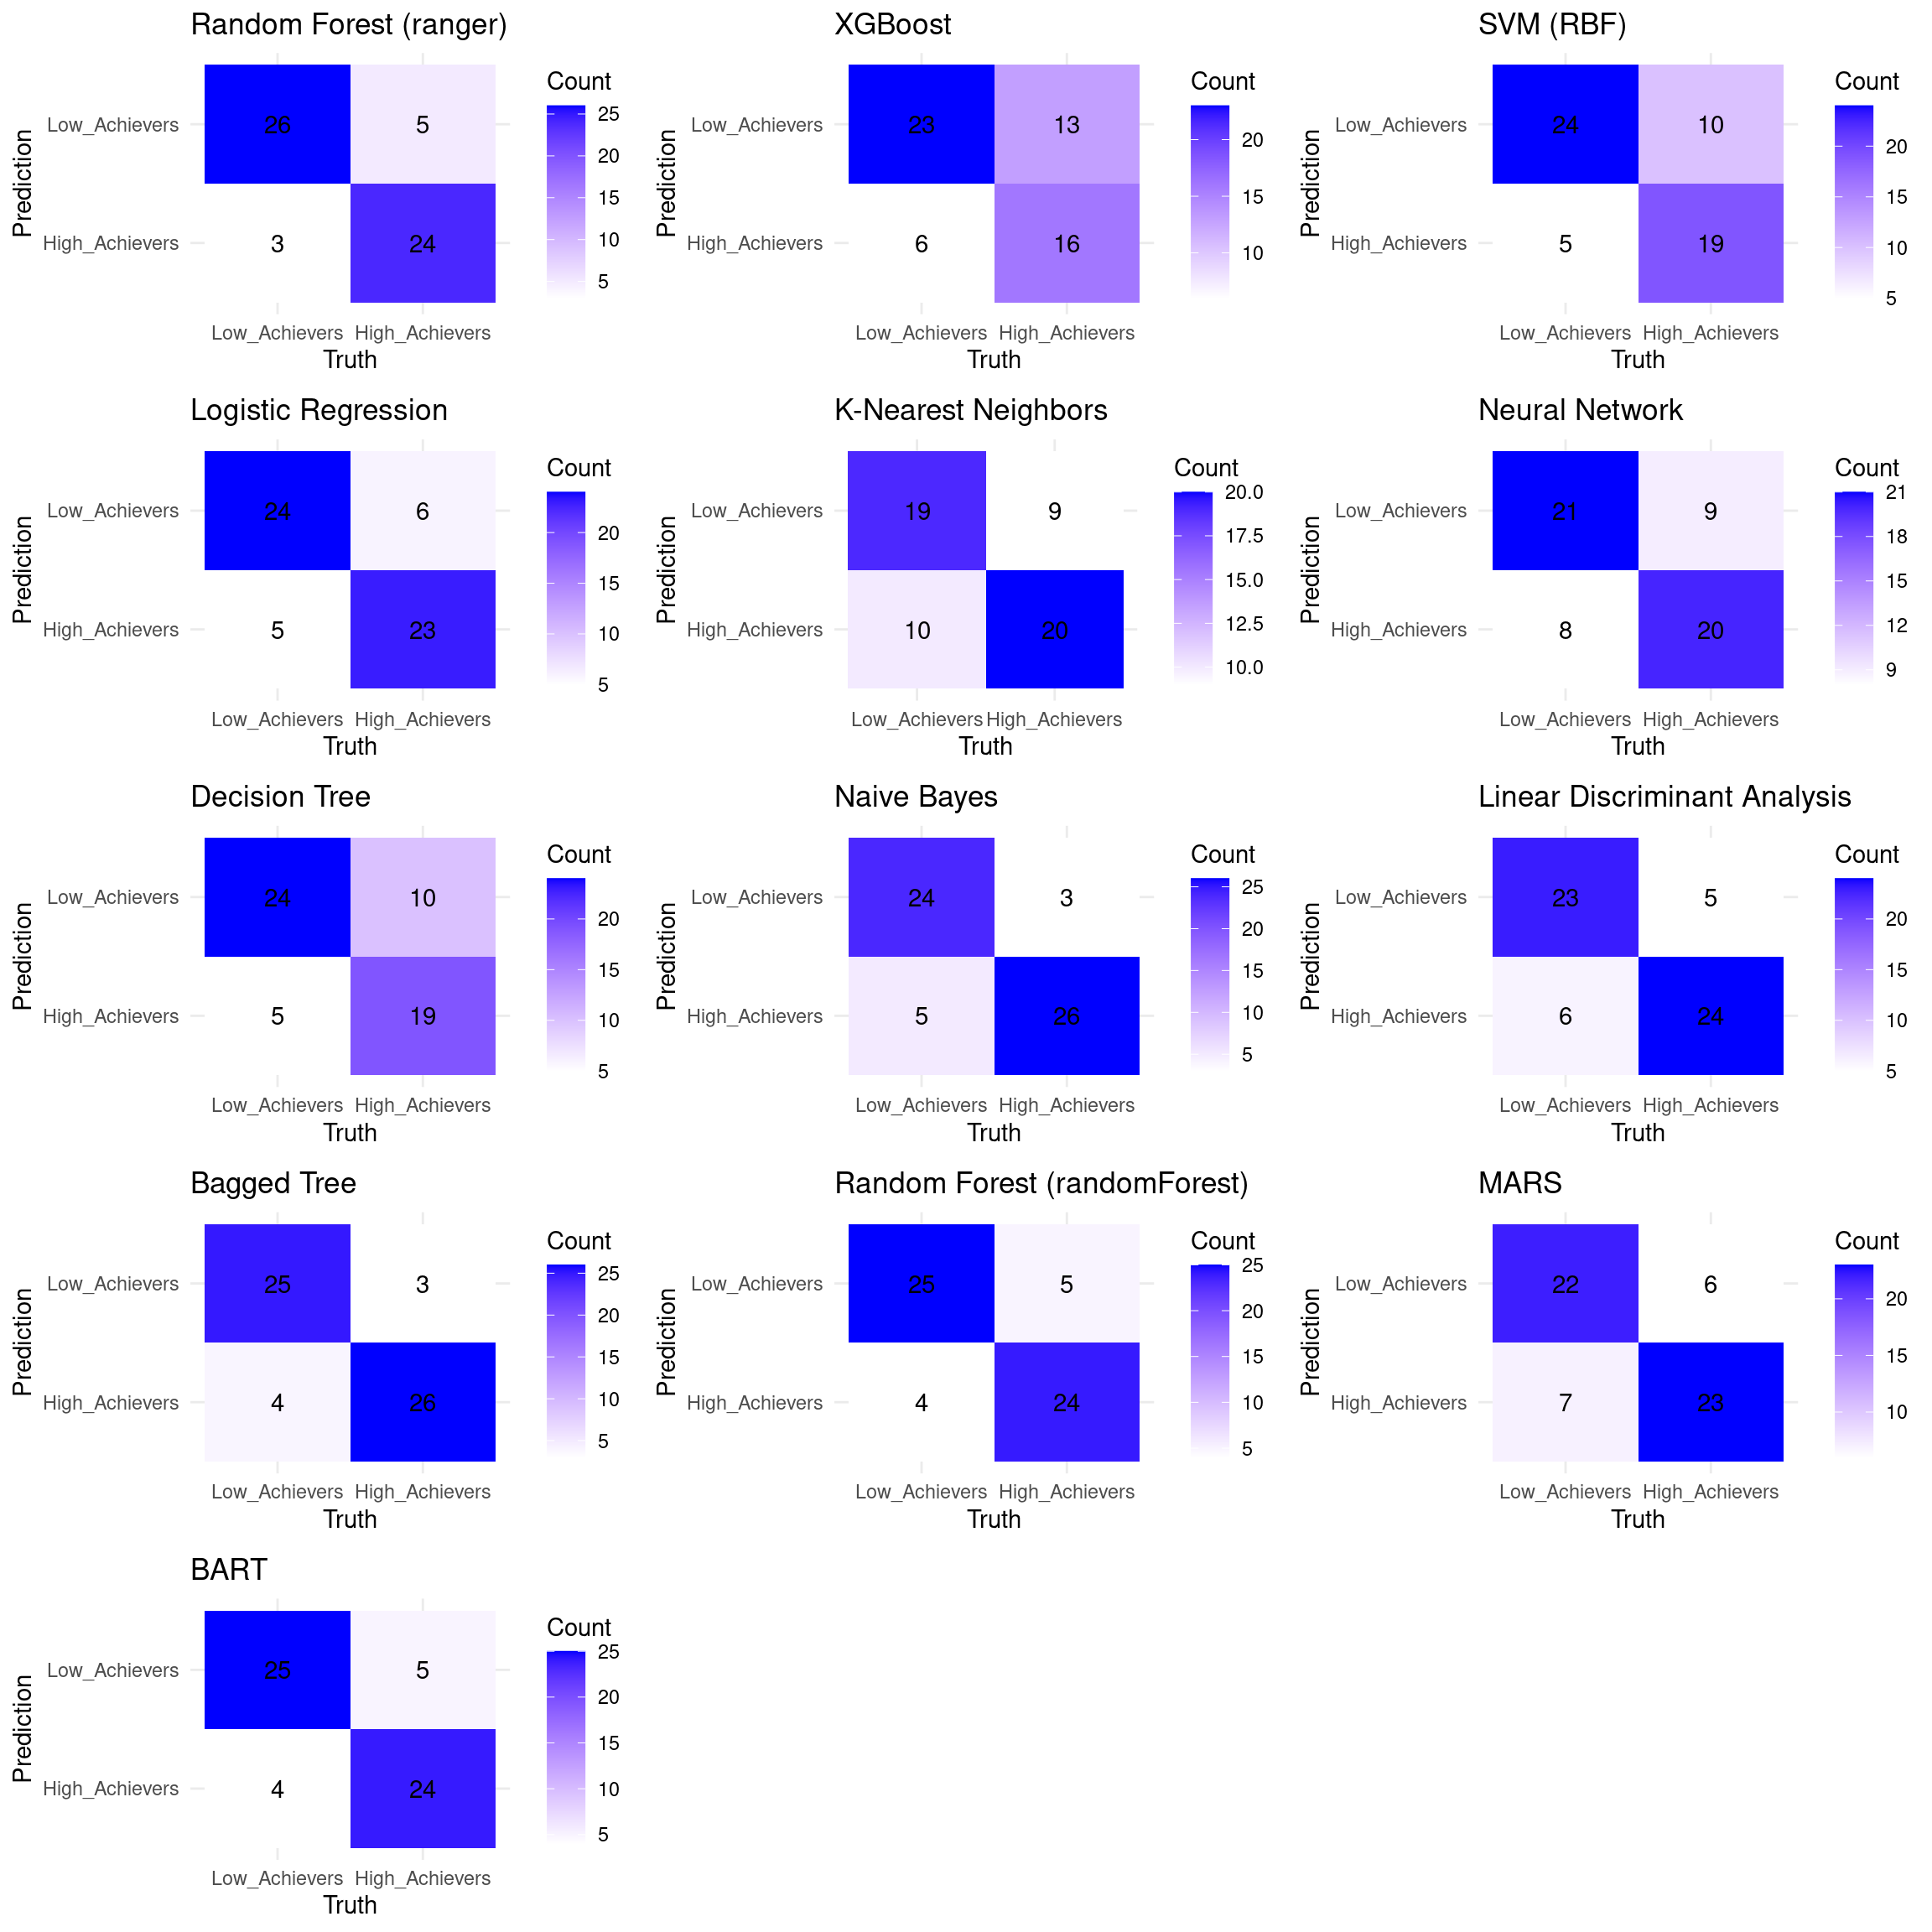 Random Forest (ranger)
Prediction
Low_Achievers
High_Achievers
26
5
3
24
Low_Achievers High_Achievers
Truth
Count
25
20
15
10
5
XGBoost
Prediction
Low_Achievers
High_Achievers
23
13
6
16
Low_Achievers High_Achievers
Truth
Count
20
15
10
SVM (RBF)
Prediction
Low_Achievers
High_Achievers
24
10
5
19
Low_Achievers High_Achievers
Truth
Count
20
15
10
5
Logistic Regression
Prediction
Low_Achievers
High_Achievers
24
6
5
23
Low_Achievers High_Achievers
Truth
Count
20
15
10
5
K-Nearest Neighbors
Prediction
Low_Achievers
High_Achievers
19
9
10
20
Low_Achievers High_Achievers
Truth
Count
20.0
17.5
15.0
12.5
10.0
Neural Network
Prediction
Low_Achievers
High_Achievers
21
9
8
20
Low_Achievers High_Achievers
Truth
Count
21
18
15
12
9
Decision Tree
Prediction
Low_Achievers
High_Achievers
24
10
5
19
Low_Achievers High_Achievers
Truth
Count
20
15
10
5
Naive Bayes
Prediction
Low_Achievers
High_Achievers
24
3
5
26
Low_Achievers High_Achievers
Truth
Count
25
20
15
10
5
Linear Discriminant Analysis
Prediction
Low_Achievers
High_Achievers
23
5
6
24
Low_Achievers High_Achievers
Truth
Count
20
15
10
5
Bagged Tree
Prediction
Low_Achievers
High_Achievers
25
3
4
26
Low_Achievers High_Achievers
Truth
Count
25
20
15
10
5
Random Forest (randomForest)
Prediction
Low_Achievers
High_Achievers
25
5
4
24
Low_Achievers High_Achievers
Truth
Count
25
20
15
10
5
MARS
Prediction
Low_Achievers
High_Achievers
22
6
7
23
Low_Achievers High_Achievers
Truth
Count
20
15
10
BART
Prediction
Low_Achievers
High_Achievers
25
5
4
24
Low_Achievers High_Achievers
Truth
Count
25
20
15
10
5